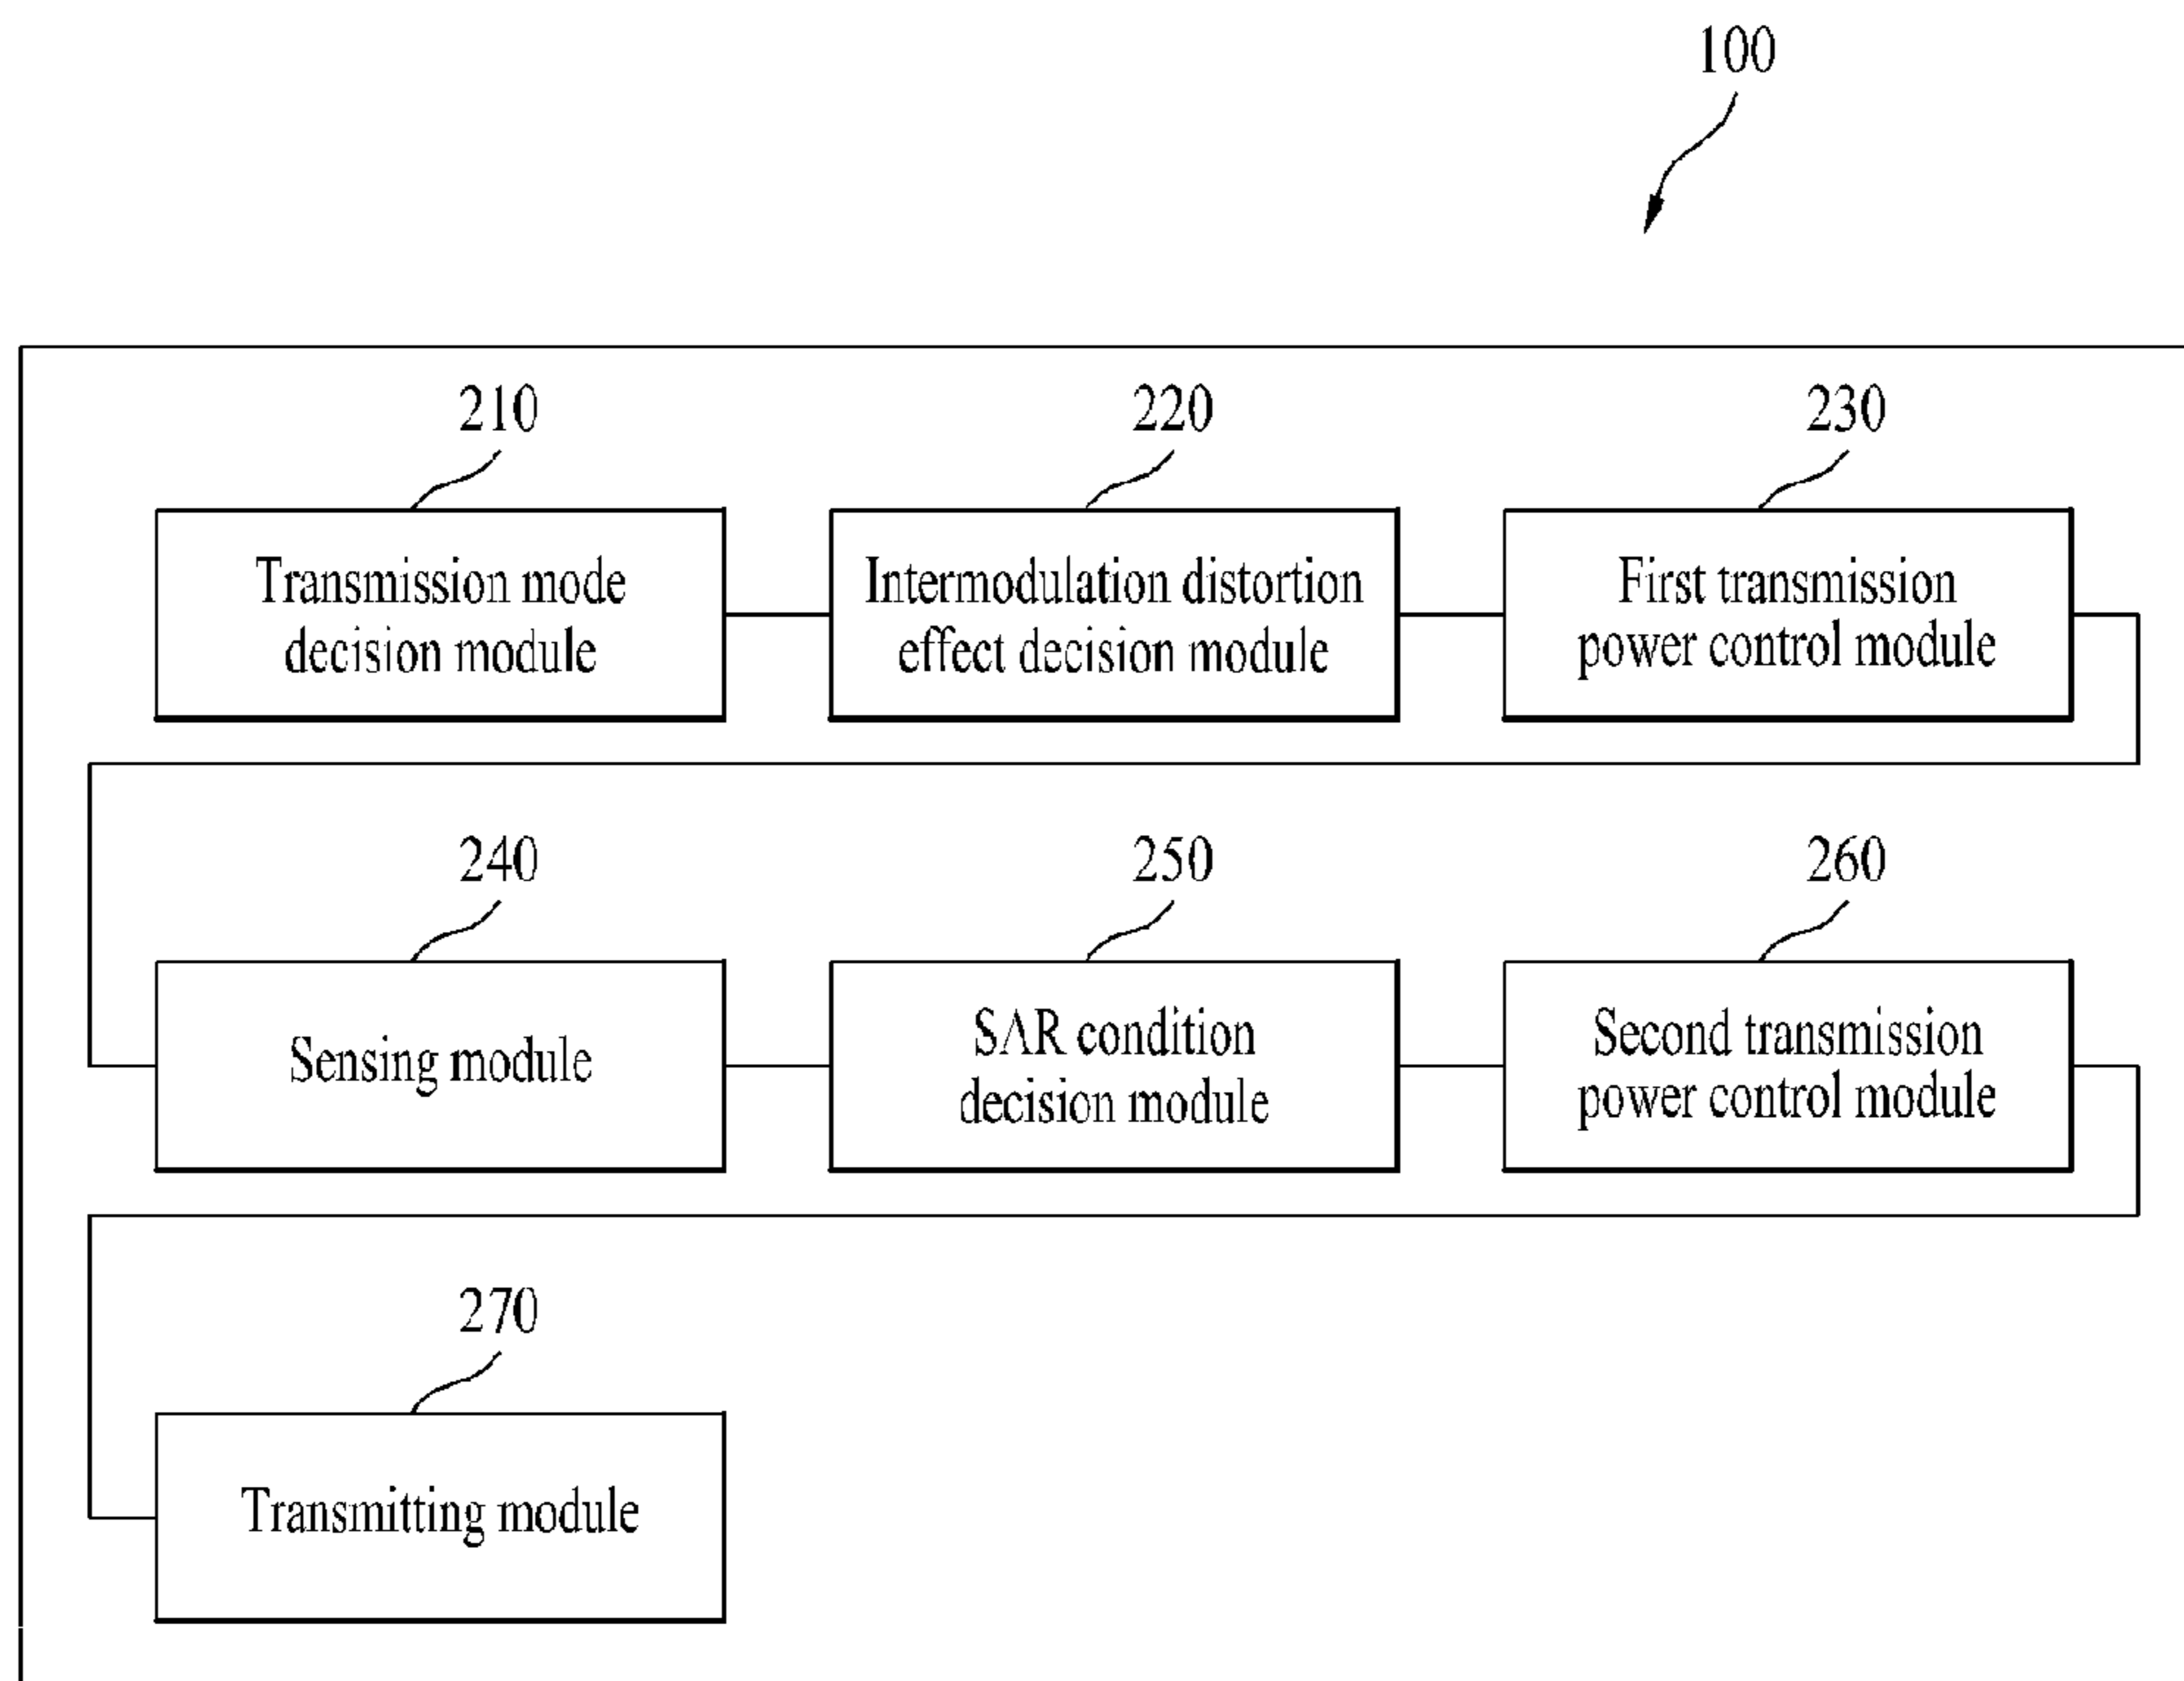 100
210
220
230
Transmission mode
decision module
Intermodulation distortion
effect decision module
First transmission
power control module
240
250
260
Sensing module
SAR condition
decision module
Second transmission
power control module
270
Transmitting module